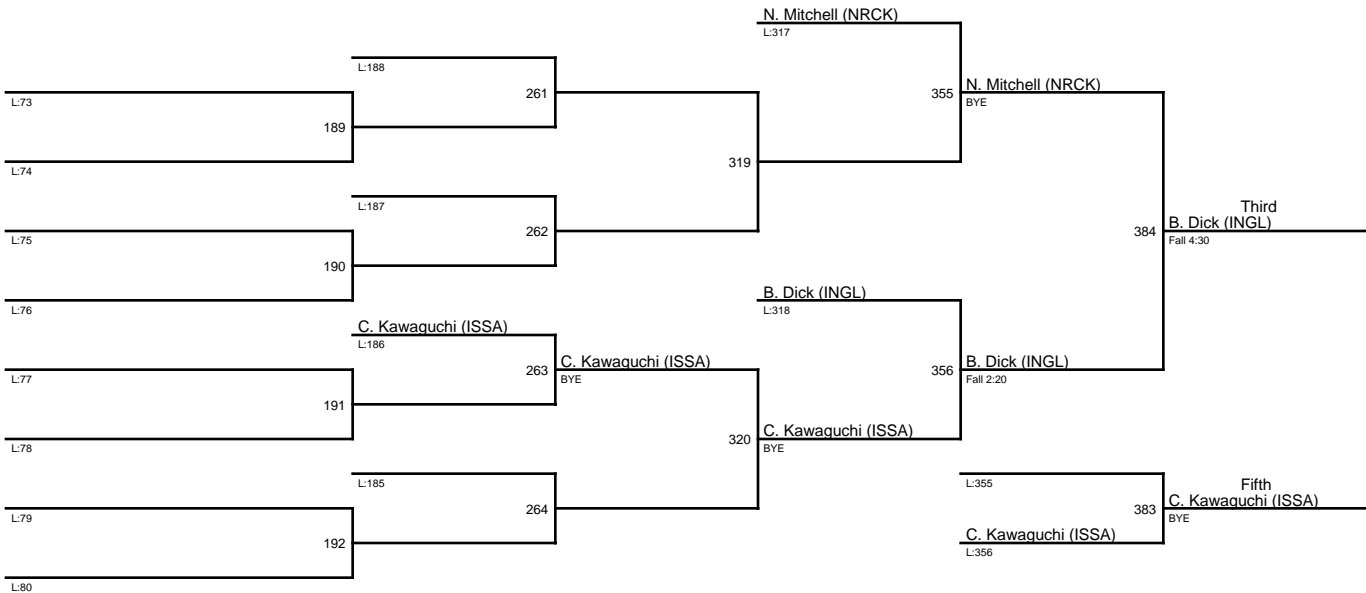 N. Mitchell (NRCK)
L:317
L:188
261
355
N. Mitchell (NRCK)
BYE
L:73
189
L:74
319
L:187
Third
L:75
262
384
B. Dick (INGL)
Fall 4:30
190
L:76
B. Dick (INGL)
L:318
C. Kawaguchi (ISSA)
L:186
263
C. Kawaguchi (ISSA)
BYE
356
B. Dick (INGL)
Fall 2:20
L:77
191
L:78
320
C. Kawaguchi (ISSA)
BYE
L:185
L:355
Fifth
L:79
264
383
C. Kawaguchi (ISSA)
BYE
192
C. Kawaguchi (ISSA)
L:356
L:80